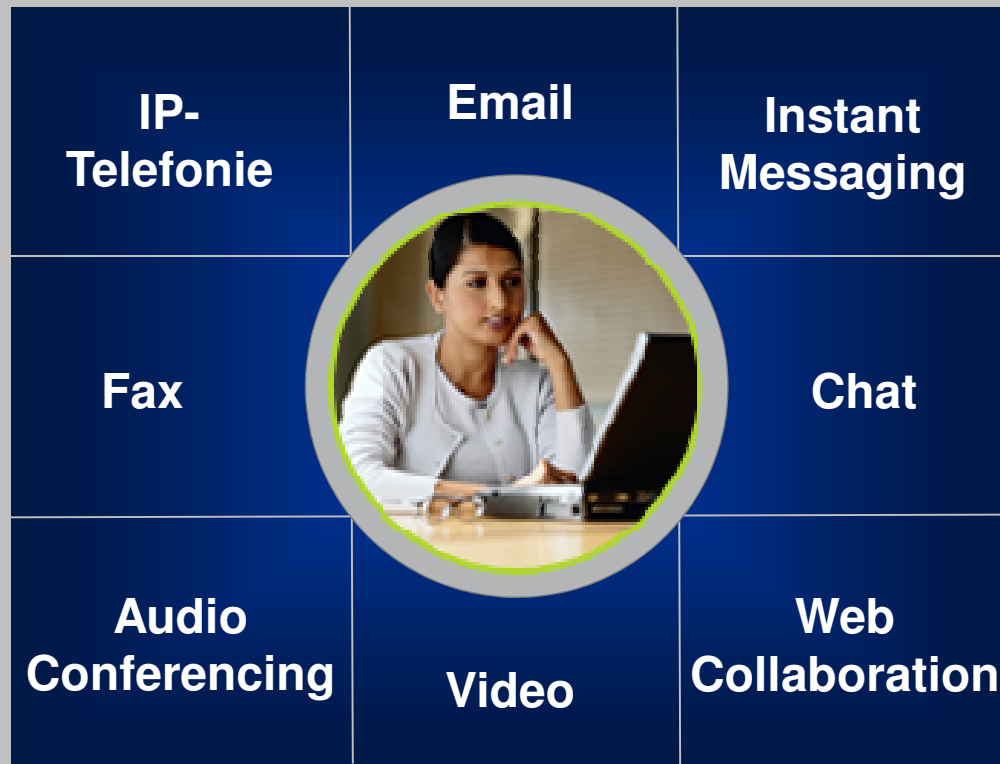 IP-
Telefonie
Email
Instant
Messaging
Fax
Chat
Audio
Conferencing
Video
Web
Collaboration